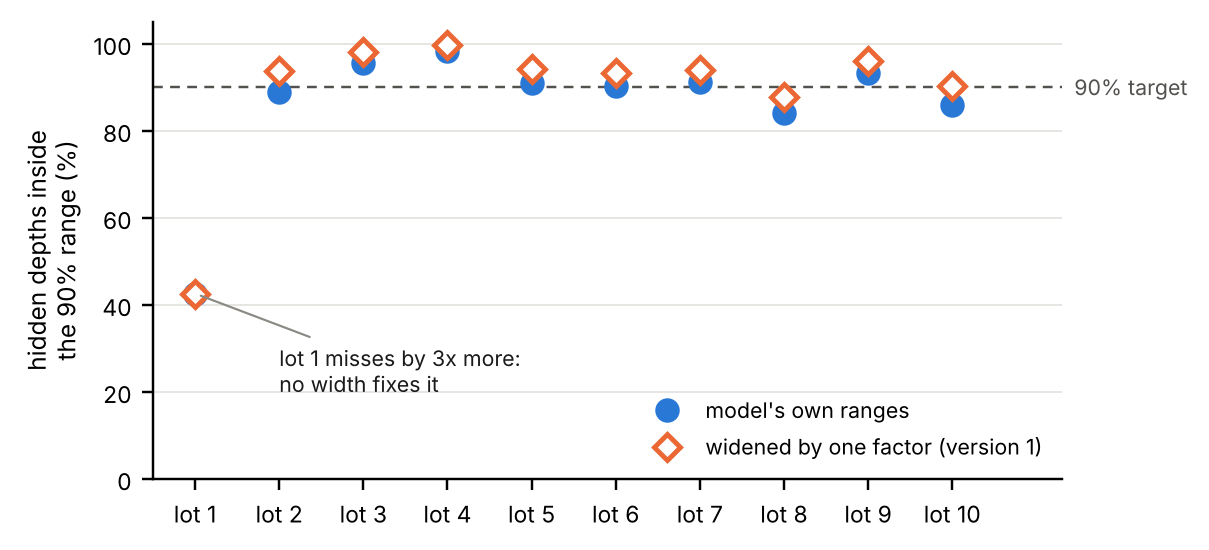 hidden depths inside
the 90% range (%)
100
80
60
40
20
0
90% target
lot 1 misses by 3x more:
no width fixes it
model's own ranges
widened by one factor (version 1)
lot 1 lot 2 lot 3 lot 4 lot 5 lot 6 lot 7 lot 8 lot 9 lot 10